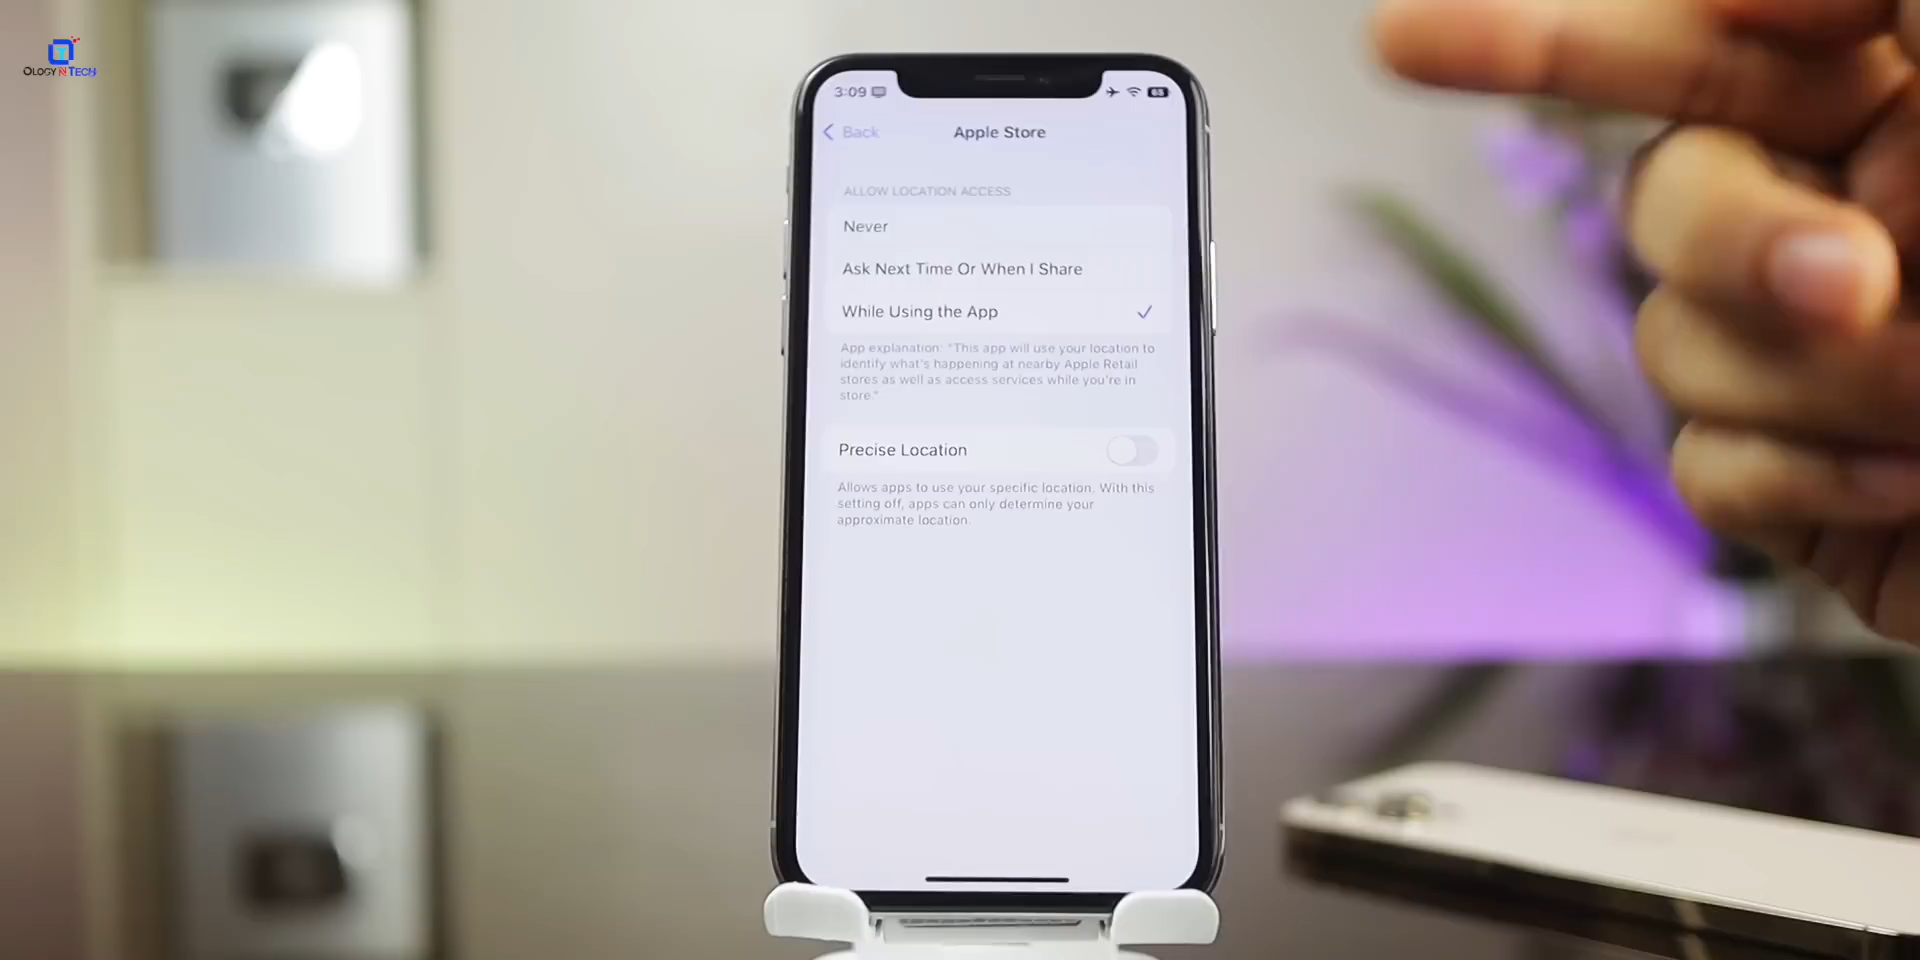 OLOGY N TECH
3:09
68
Back
Apple Store
ALLOW LOCATION ACCESS
Never
Ask Next Time Or When I Share
While Using the App
App explanation: "This app will use your location to
identify what's happening at nearby Apple Retail
stores as well as access services while you're in
store."
Precise Location
Allows apps to use your specific location. With this
setting off, apps can only determine your
approximate location.